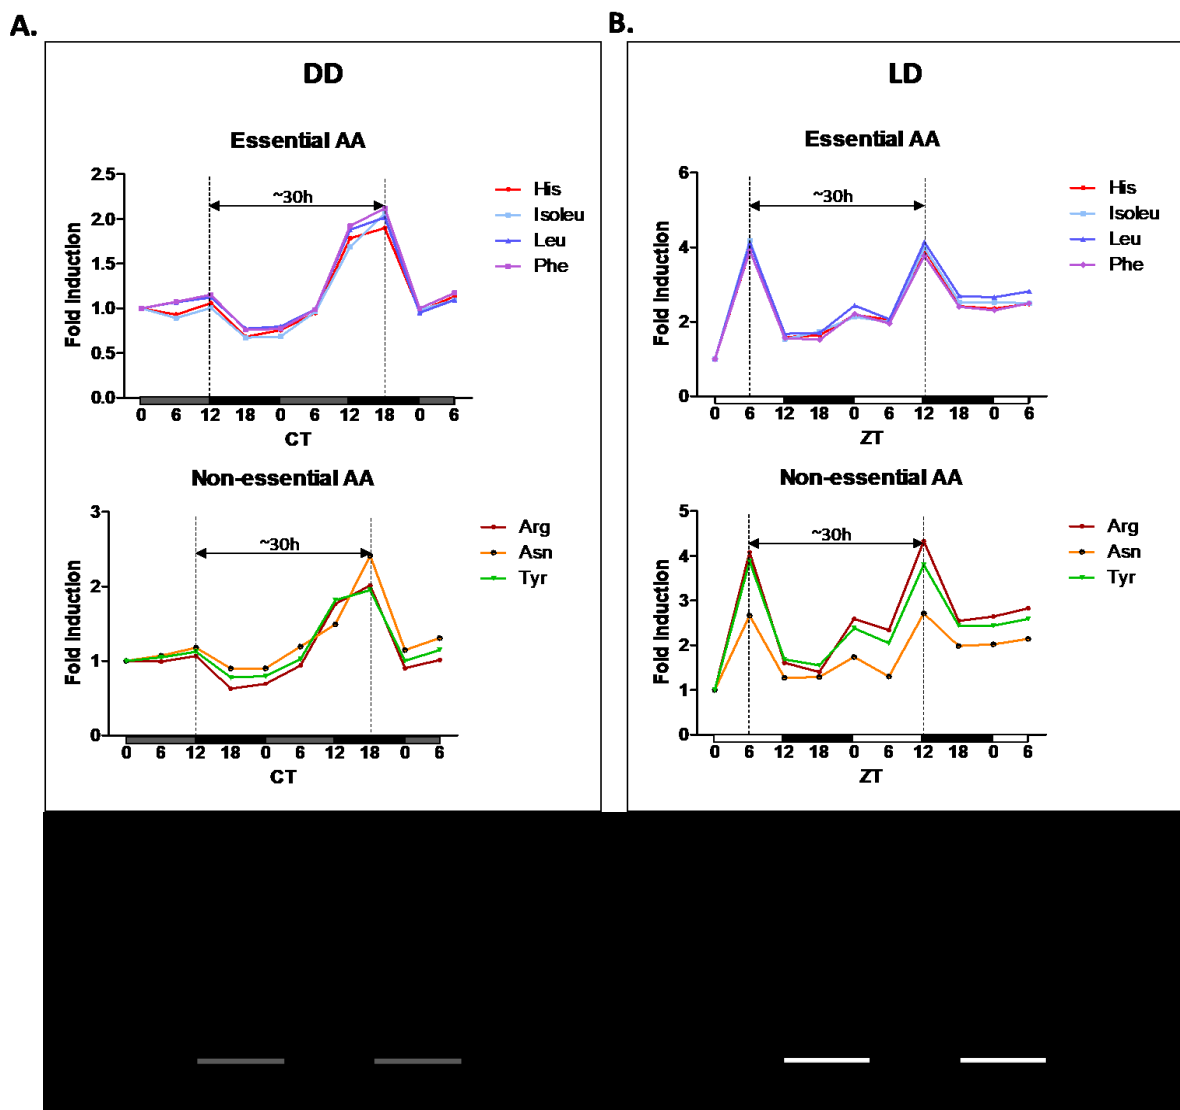 A.
DD
Essential AA
Fold Induction
2.5
2.0
1.5
1.0
0.5
0.0
~30h
His
Isoleu
Leu
Phe
0 6 12 18 0 6 12 18 0 6
CT
Non-essential AA
Fold Induction
3
2
1
0
~30h
Arg
Asn
Tyr
0 6 12 18 0 6 12 18 0 6
CT
B.
LD
Essential AA
Fold Induction
6
4
2
0
~30h
His
Isoleu
Leu
Phe
0 6 12 18 0 6 12 18 0 6
ZT
Non-essential AA
Fold Induction
5
4
3
2
1
0
~30h
Arg
Asn
Tyr
0 6 12 18 0 6 12 18 0 6
ZT